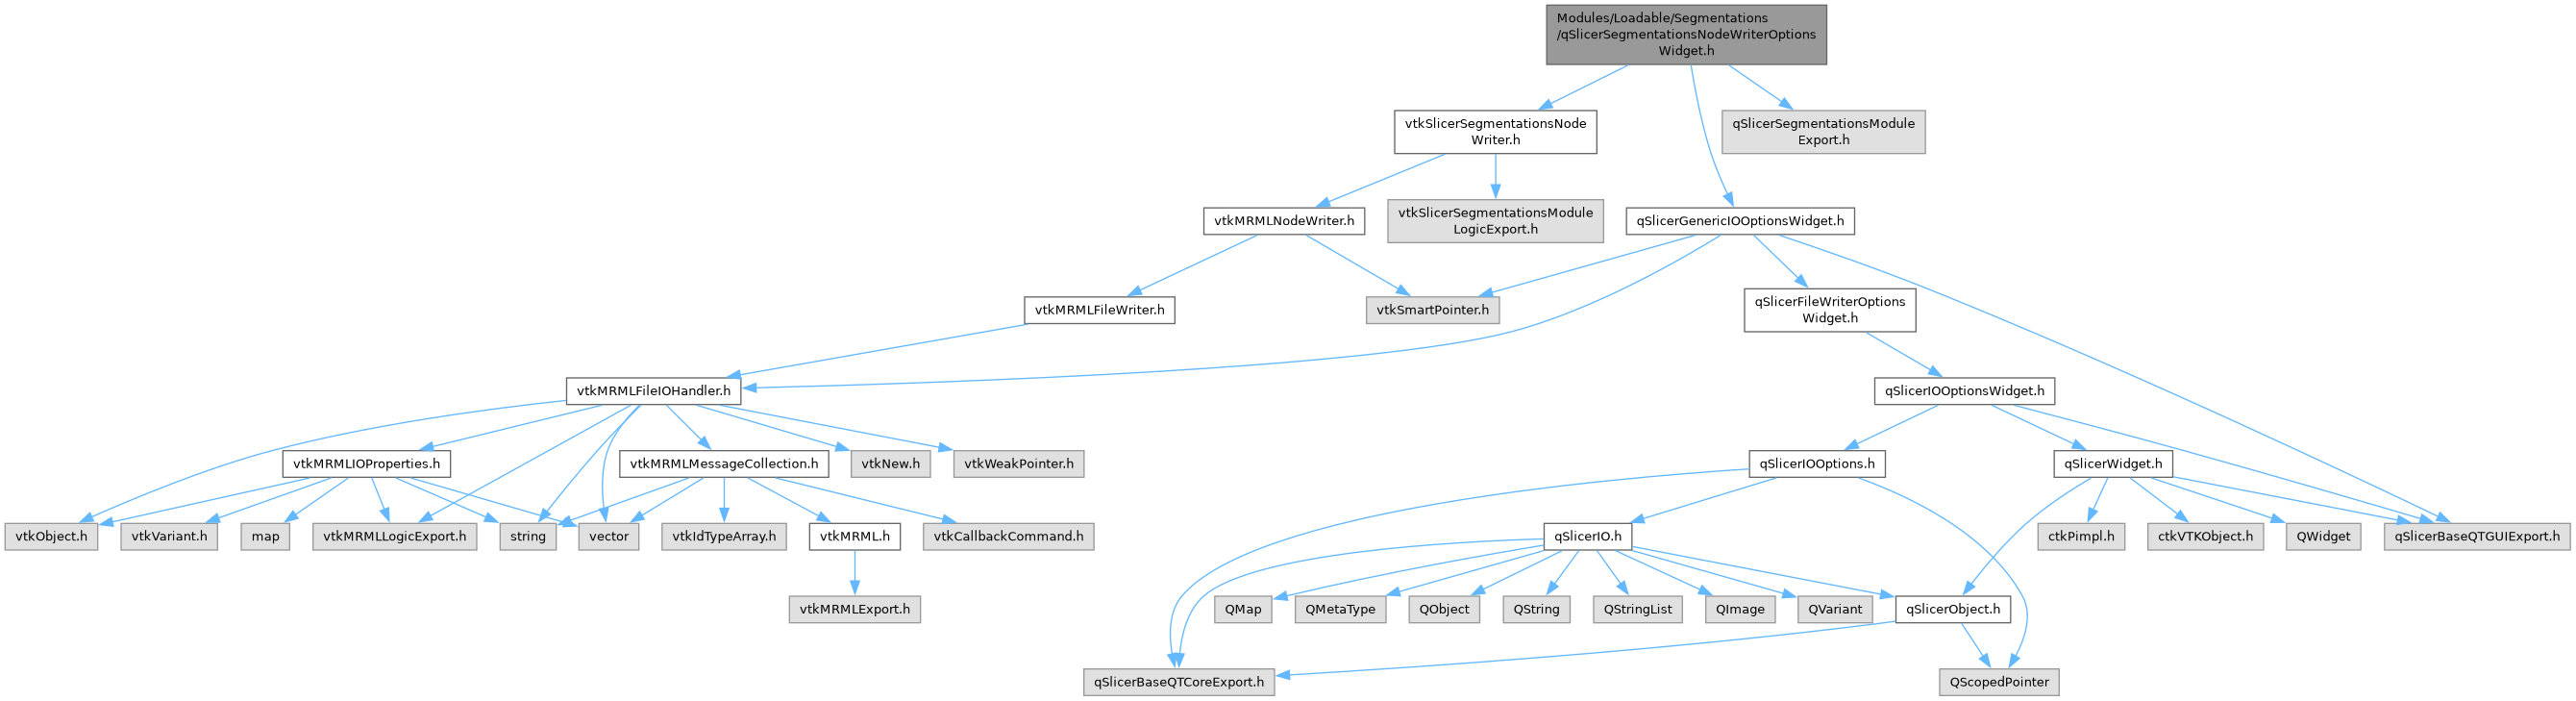 Modules/Loadable/Segmentations
/qSlicerSegmentationsNodeWriterOptions
Widget.h
vtkSlicerSegmentationsNode
Writer.h
qSlicerSegmentationsModule
Export.h
vtkMRMLNodeWriter.h
vtkSlicerSegmentationsModule
LogicExport.h
qSlicerGenericIOOptionsWidget.h
vtkMRMLFileWriter.h
vtkSmartPointer.h
qSlicerFileWriterOptions
Widget.h
vtkMRMLFileIOHandler.h
qSlicerIOOptionsWidget.h
vtkMRMLIOProperties.h
vtkMRMLMessageCollection.h
vtkNew.h
vtkWeakPointer.h
qSlicerIOOptions.h
qSlicerWidget.h
vtkObject.h
vtkVariant.h
map
vtkMRMLLogicExport.h
string
vector
vtkIdTypeArray.h
vtkMRML.h
vtkCallbackCommand.h
qSlicerIO.h
ctkPimpl.h
ctkVTKObject.h
QWidget
qSlicerBaseQTGUIExport.h
vtkMRMLExport.h
QMap
QMetaType
QObject
QString
QStringList
QImage
QVariant
qSlicerObject.h
qSlicerBaseQTCoreExport.h
QScopedPointer